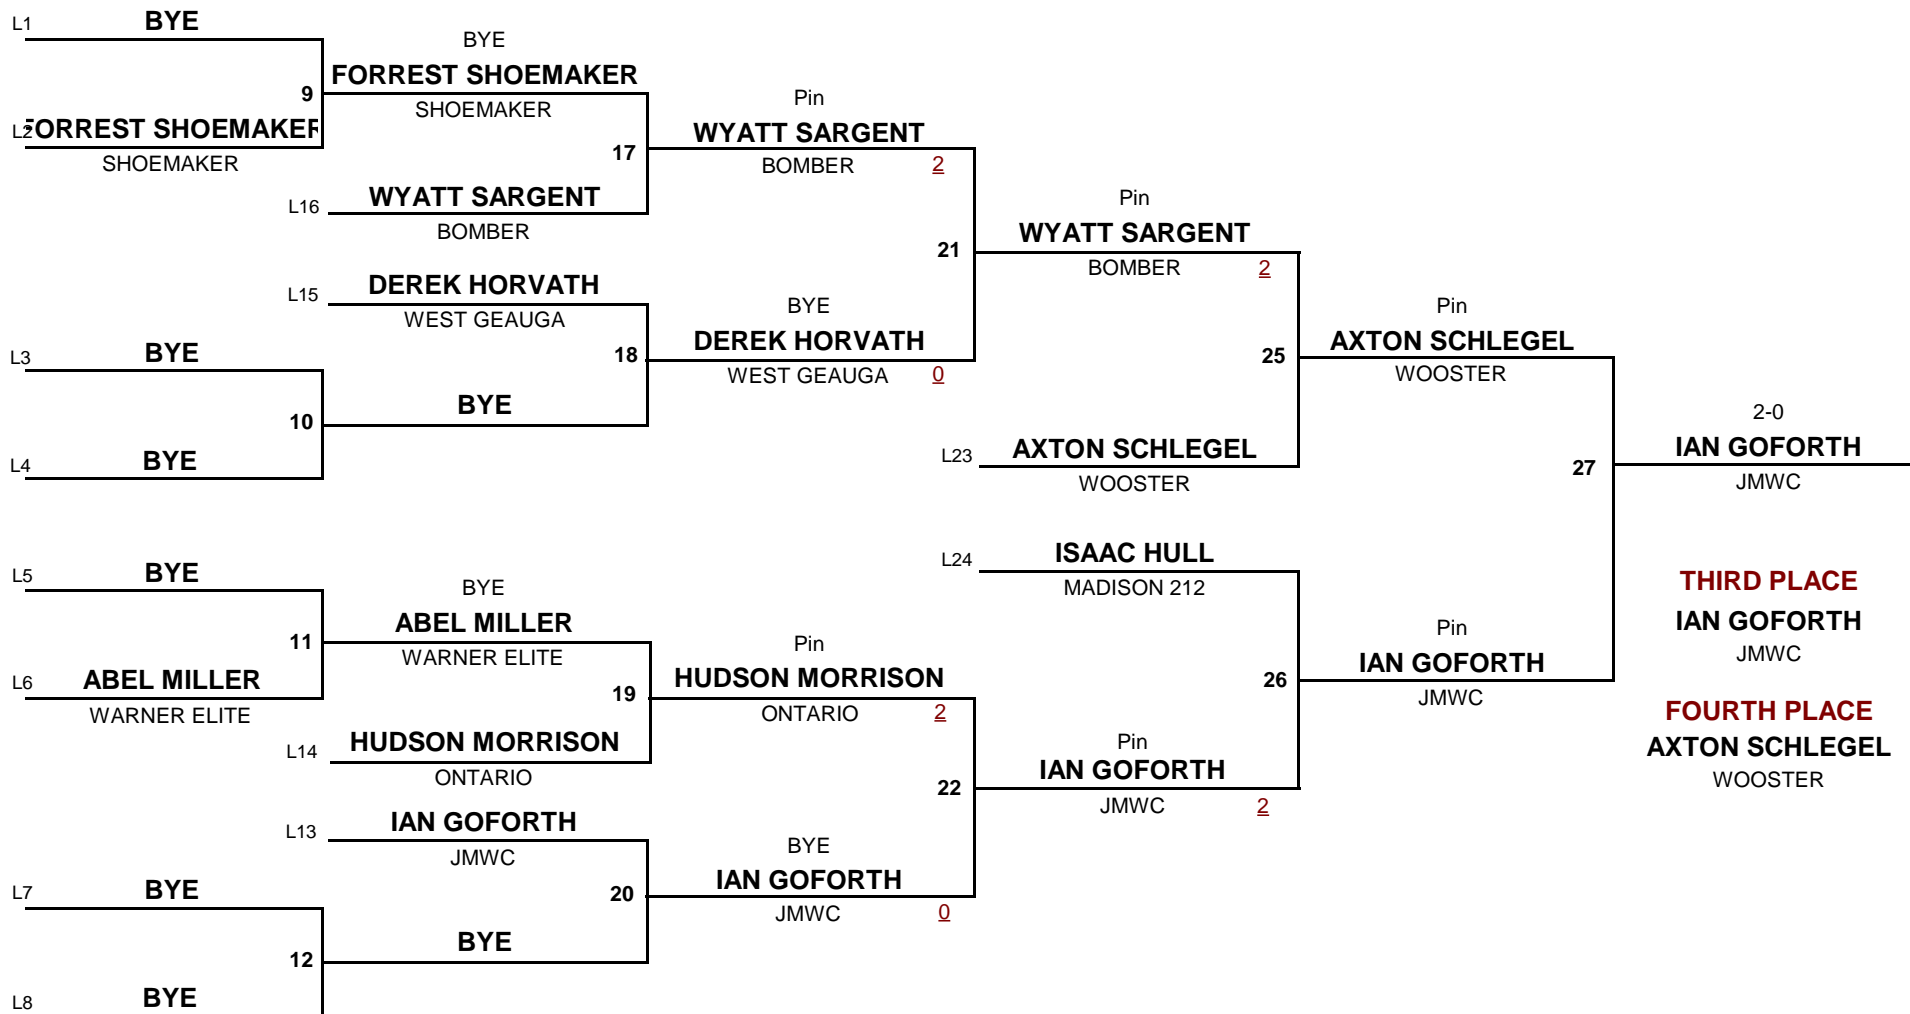 L1 BYE
BYE
FORREST SHOEMAKER
9
SHOEMAKER
L2 FORREST SHOEMAKER
SHOEMAKER
Pin
WYATT SARGENT
17
BOMBER 2
L16 WYATT SARGENT
BOMBER
Pin
WYATT SARGENT
21
BOMBER 2
L15 DEREK HORVATH
WEST GEAUGA
BYE
DEREK HORVATH
18
WEST GEAUGA 0
L3 BYE
BYE
10
L4 BYE
Pin
AXTON SCHLEGEL
25
WOOSTER
L23 AXTON SCHLEGEL
WOOSTER
2-0
IAN GOFORTH
27
JMWC
L24 ISAAC HULL
MADISON 212
L5 BYE
BYE
ABEL MILLER
11
WARNER ELITE
L6 ABEL MILLER
WARNER ELITE
Pin
HUDSON MORRISON
19
ONTARIO 2
L14 HUDSON MORRISON
ONTARIO
Pin
IAN GOFORTH
26
JMWC
Pin
IAN GOFORTH
22
JMWC 2
L13 IAN GOFORTH
JMWC
BYE
IAN GOFORTH
20
JMWC 0
L7 BYE
BYE
12
L8 BYE
THIRD PLACE
IAN GOFORTH
JMWC
FOURTH PLACE
AXTON SCHLEGEL
WOOSTER